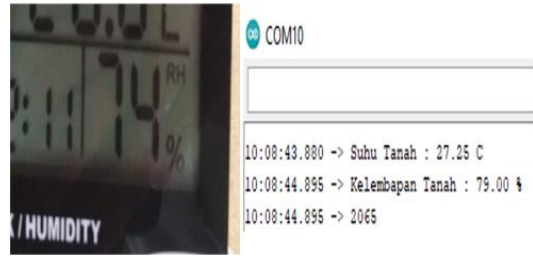 RH
:11
74
%
/HUMIDITY
COM10
10:08:43.880 -> Suhu Tanah : 27.25 C
10:08:44.895 -> Kelembapan Tanah : 79.00 %
10:08:44.895 -> 2065